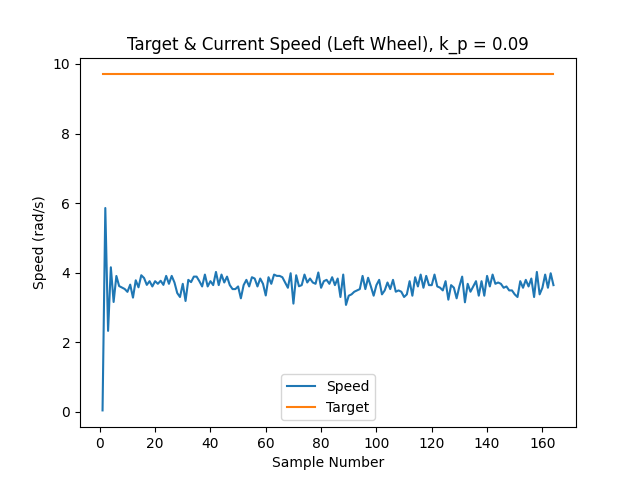 Target & Current Speed (Left Wheel), k_p = 0.09
10
8
6
4
2
0
Speed (rad/s)
Speed
Target
0 20 40 60 80 100 120 140 160
Sample Number